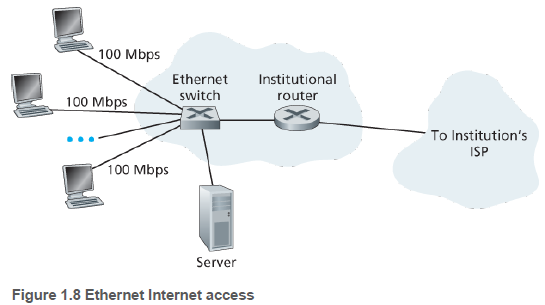 100 Mbps
Ethernet
switch
Institutional
router
100 Mbps
To Institution's
ISP
100 Mbps
Server
Figure 1.8 Ethernet Internet access